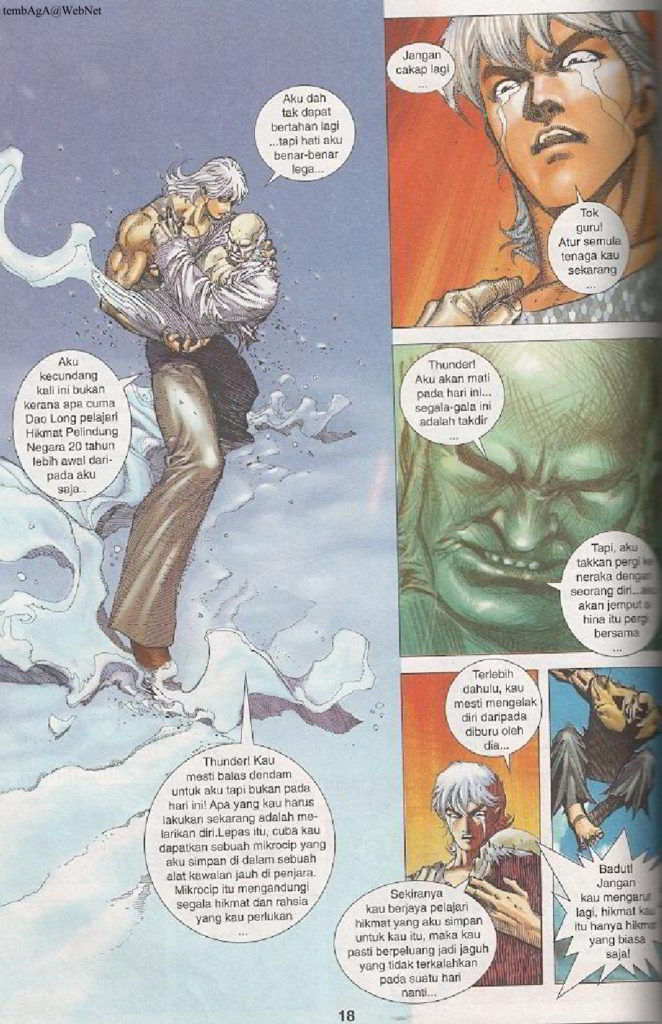 tembAgA@WebNet
Aku dah
tak dapat
bertahan lagi
...tapi hati aku
benar-benar
lega...
Aku
kecundang
kali ini bukan
kerana apa cuma
Dao Long pelajari
Hikmat Pelindung
Negara 20 tahun
lebih awal dari-
pada aku
saja..
Thunder! Kau
mesti balas dendam
untuk aku tapi bukan pada
hari ini! Apa yang kau harus
lakukan sekarang adalah me-
larikan diri.Lepas itu, cuba kau
dapatkan sebuah mikrocip yang
aku simpan di dalam sebuah
alat kawalan jauh di penjara.
Mikrocip itu mengandungi
segala hikmat dan rahsia
yang kau perlukan
...
Jangan
cakap lagi
...
Tok
guru!
Atur semula
tenaga kau
sekarang
...
Thunder!
Aku akan mati
pada hari ini...
segala-gala ini
adalah takdir
...
Tapi, aku
takkan pergi ke
neraka dengan
seorang diri...aku
akan jemput si
hina itu pergi
bersama
...
Terlebih
dahulu, kau
mesti mengelak
diri daripada
diburu oleh
dia...
Sekiranya
kau berjaya pelajari
hikmat yang aku simpan
untuk kau itu, maka kau
pasti berpeluang jadi jaguh
yang tidak terkalahkan
pada suatu hari
nanti...
Badut!
Jangan
kau mengarut
lagi, hikmat kau
itu hanya hikmat
yang biasa
saja!
18